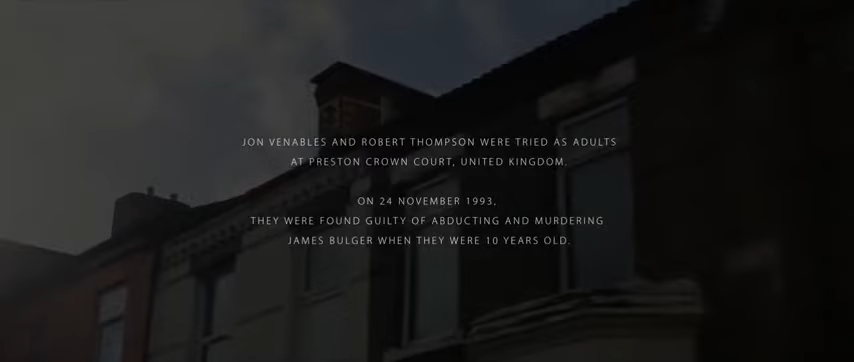 JON VENABLES AND ROBERT THOMPSON WERE TRIED AS ADULTS
AT PRESTON CROWN COURT, UNITED KINGDOM.
ON 24 NOVEMBER 1993,
THEY WERE FOUND GUILTY OF ABDUCTING AND MURDERING
JAMES BULGER WHEN THEY WERE 10 YEARS OLD.